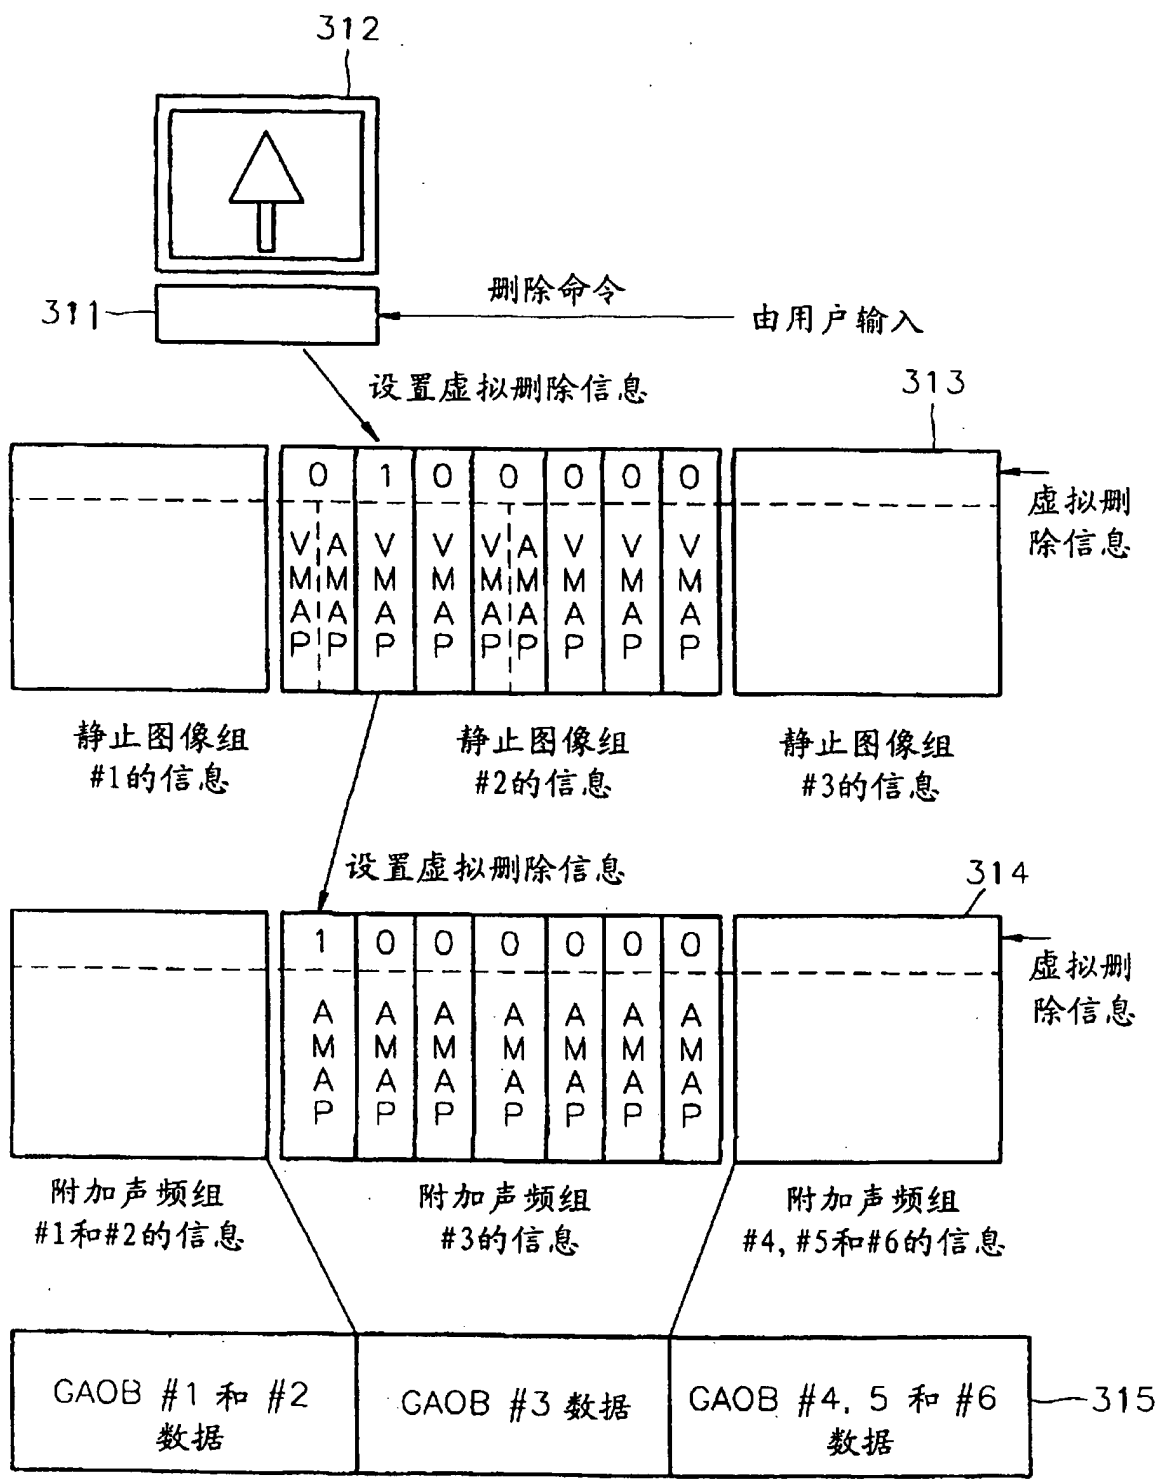 312
311
删除命令
由用户输入
设置虚拟删除信息
313
0 1 0 0 0 0 0
虚拟删
除信息
VMAP AMAP VMAP VMAP VMAP AMAP VMAP VMAP VMAP
静止图像组
#1的信息
静止图像组
#2的信息
静止图像组
#3的信息
设置虚拟删除信息
314
1 0 0 0 0 0 0
虚拟删
除信息
AMAP AMAP AMAP AMAP AMAP AMAP AMAP
附加声频组
#1和#2的信息
附加声频组
#3的信息
附加声频组
#4,#5和#6的信息
GAOB #1 和 #2
数据
GAOB #3 数据
GAOB #4, 5 和 #6
数据
315